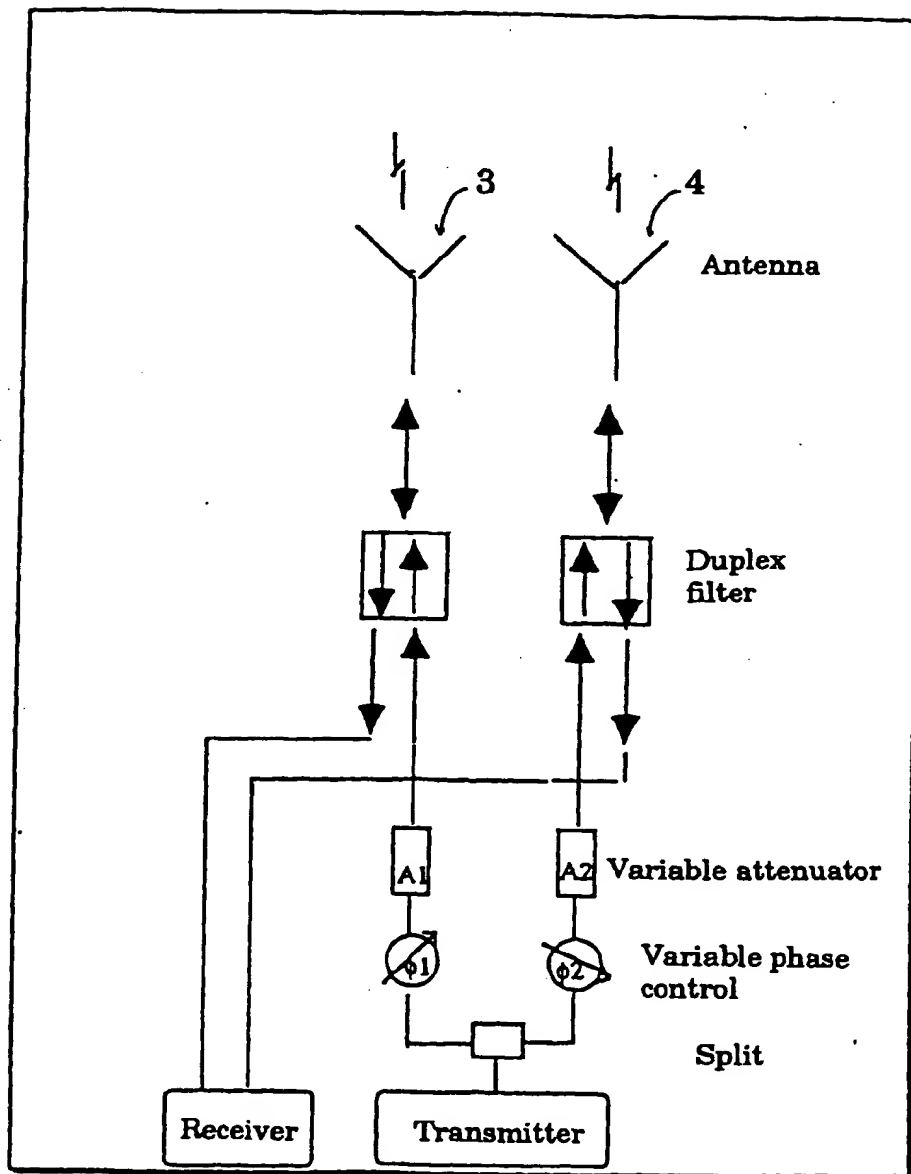 3
4
Antenna
Duplex
filter
A1
A2
Variable attenuator
ϕ1
ϕ2
Variable phase
control
Split
Receiver
Transmitter